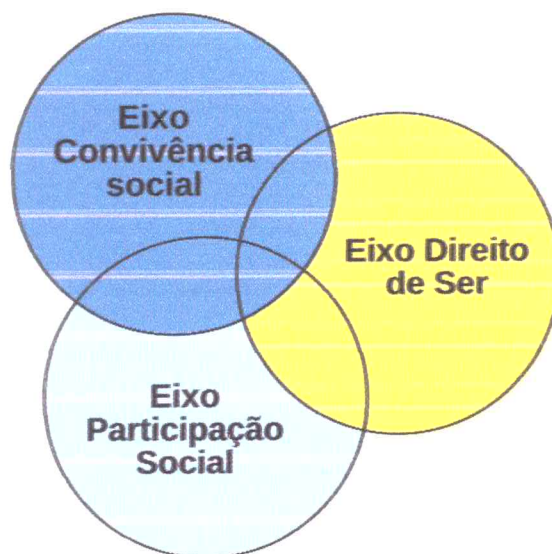 Eixo
Convivência
social
Eixo Direito
de Ser
Eixo
Participação
Social